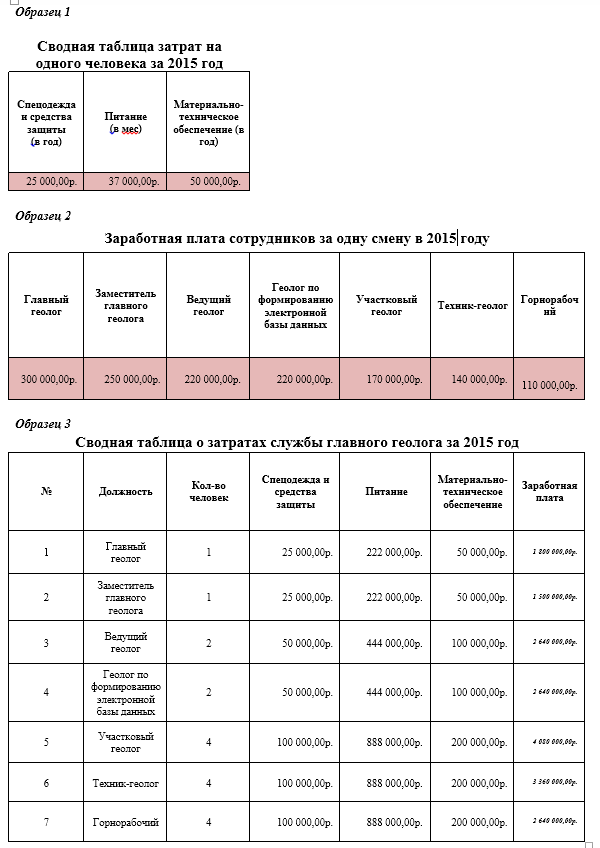 Образец 1
Сводная таблица затрат на
одного человека за 2015 год
Спецодежда
и средства
защиты
(в год)
Питание
(в мес)
Материально-
техническое
обеспечение (в
год)
25 000,00р.
37 000,00р.
50 000,00р.
Образец 2
Заработная плата сотрудников за одну смену в 2015 году
Главный
геолог
Заместитель
главного
геолога
Ведущий
геолог
Геолог по
формированию
электронной
базы данных
Участковый
геолог
Техник-геолог
Горнорабоч
ий
300 000,00р.
250 000,00р.
220 000,00р.
220 000,00р.
170 000,00р.
140 000,00р.
110 000,00р.
Образец 3
Сводная таблица о затратах службы главного геолога за 2015 год
№
Должность
Кол-во
человек
Спецодежда и
средства
защиты
Питание
Материально-
техническое
обеспечение
Заработная
плата
1
Главный
геолог
1
25 000,00р.
222 000,00р.
50 000,00р.
1 800 000,00р.
2
Заместитель
главного
геолога
1
25 000,00р.
222 000,00р.
50 000,00р.
1 500 000,00р.
3
Ведущий
геолог
2
50 000,00р.
444 000,00р.
100 000,00р.
2 640 000,00р.
4
Геолог по
формированию
электронной
базы данных
2
50 000,00р.
444 000,00р.
100 000,00р.
2 640 000,00р.
5
Участковый
геолог
4
100 000,00р.
888 000,00р.
200 000,00р.
4 080 000,00р.
6
Техник-геолог
4
100 000,00р.
888 000,00р.
200 000,00р.
3 360 000,00р.
7
Горнорабочий
4
100 000,00р.
888 000,00р.
200 000,00р.
2 640 000,00р.